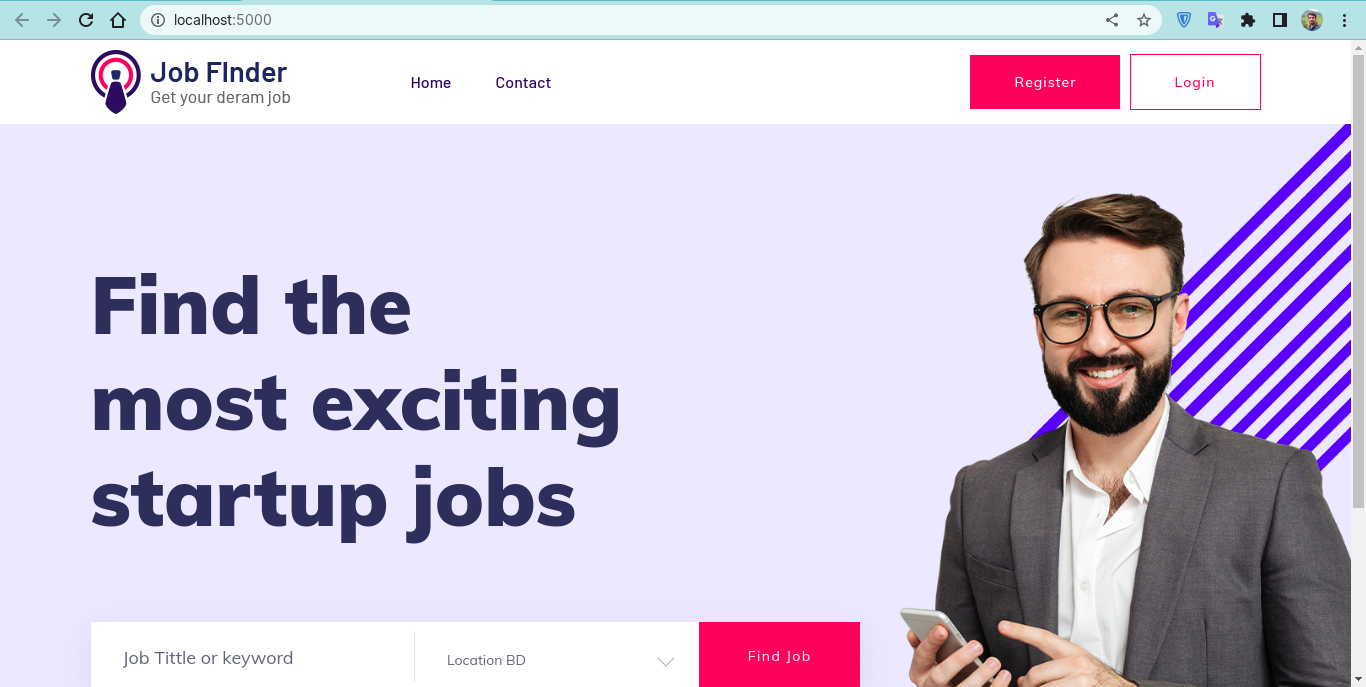 localhost:5000
Job FInder
Get your deram job
Home
Contact
Register
Login
Find the
most exciting
startup jobs
Job Tittle or keyword
Location BD
Find Job